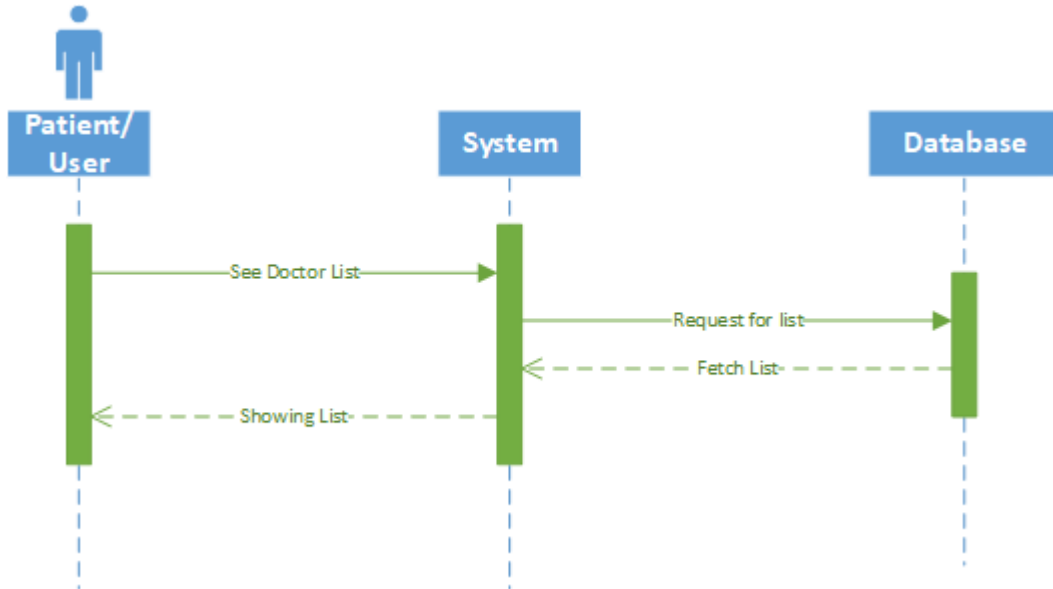 Patient/
User
System
Database
See Doctor List
Request for list
Fetch List
Showing List